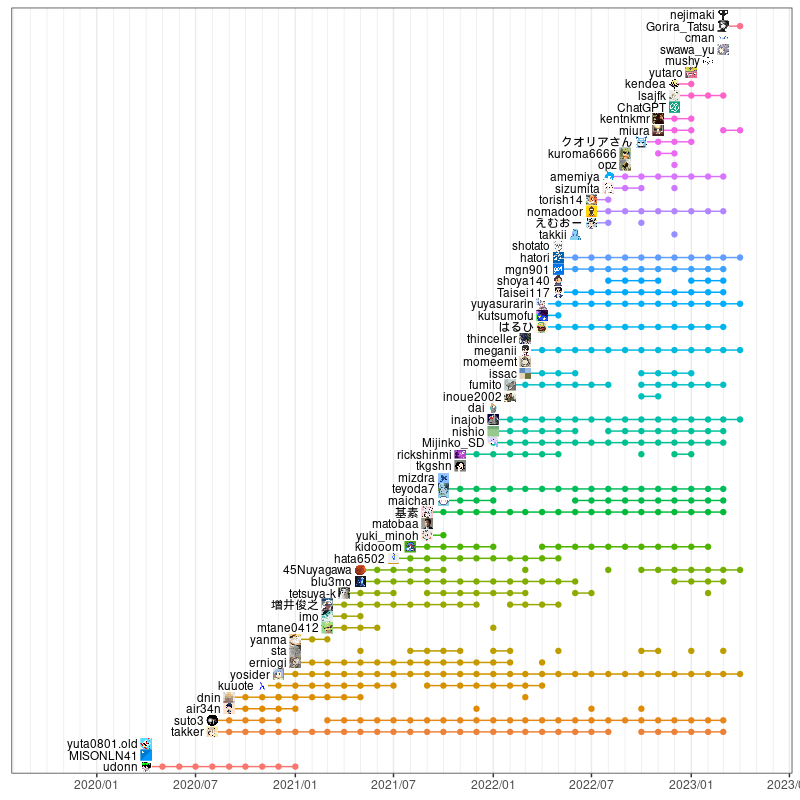 nejimaki
Gorira_Tatsu
cman
swawa_yu
mushy
yutaro
kendea
lsajfk
ChatGPT
kentnkmr
miura
クオリアさん
kuroma6666
opz
amemiya
sizumita
torish14
nomadoor
えむおー
takkii
shotato
hatori
mgn901
shoya140
Taisei117
yuyasurarin
kutsumofu
はるひ
thinceller
meganii
momeemt
issac
fumito
inoue2002
dai
inajob
nishio
Mijinko_SD
rickshinmi
tkgshn
mizdra
teyoda7
maichan
基素
matobaa
yuki_minoh
kidooom
hata6502
45Nuyagawa
blu3mo
tetsuya-k
増井俊之
imo
mtane0412
yanma
sta
erniogi
yosider
kuuote
dnin
air34n
suto3
takker
yuta0801.old
MISONLN41
udonn
2020/01 2020/07 2021/01 2021/07 2022/01 2022/07 2023/01 2023/